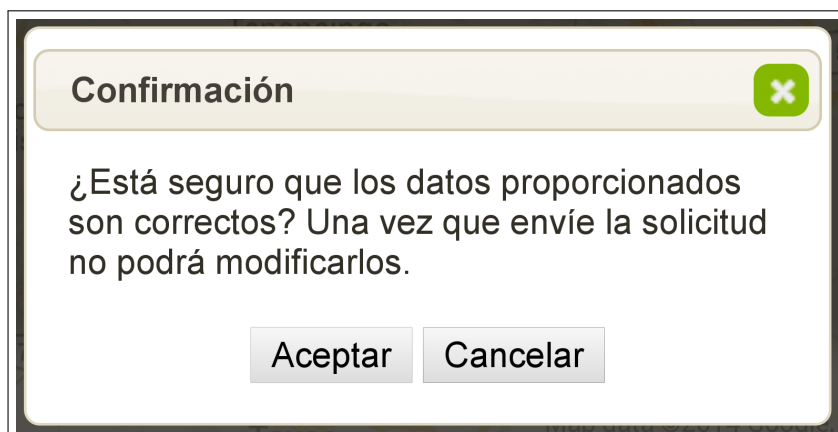 Confirmación
¿Está seguro que los datos proporcionados
son correctos? Una vez que envíe la solicitud
no podrá modificarlos.
Aceptar Cancelar